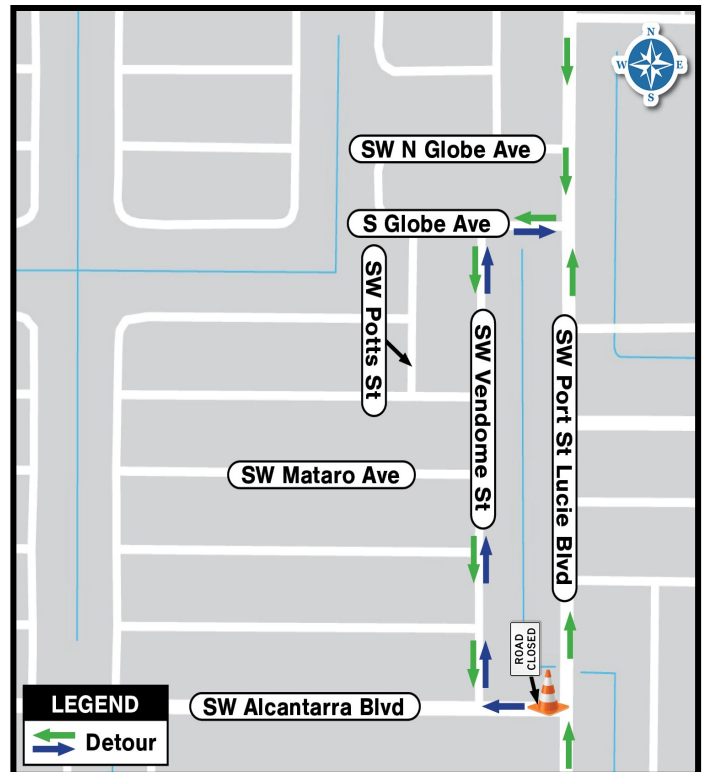 N
W E
S
SW N Globe Ave
S Globe Ave
SW Potts St
SW Vendome St
SW Port St Lucie Blvd
SW Mataro Ave
ROAD
CLOSED
SW Alcantarra Blvd
LEGEND
Detour